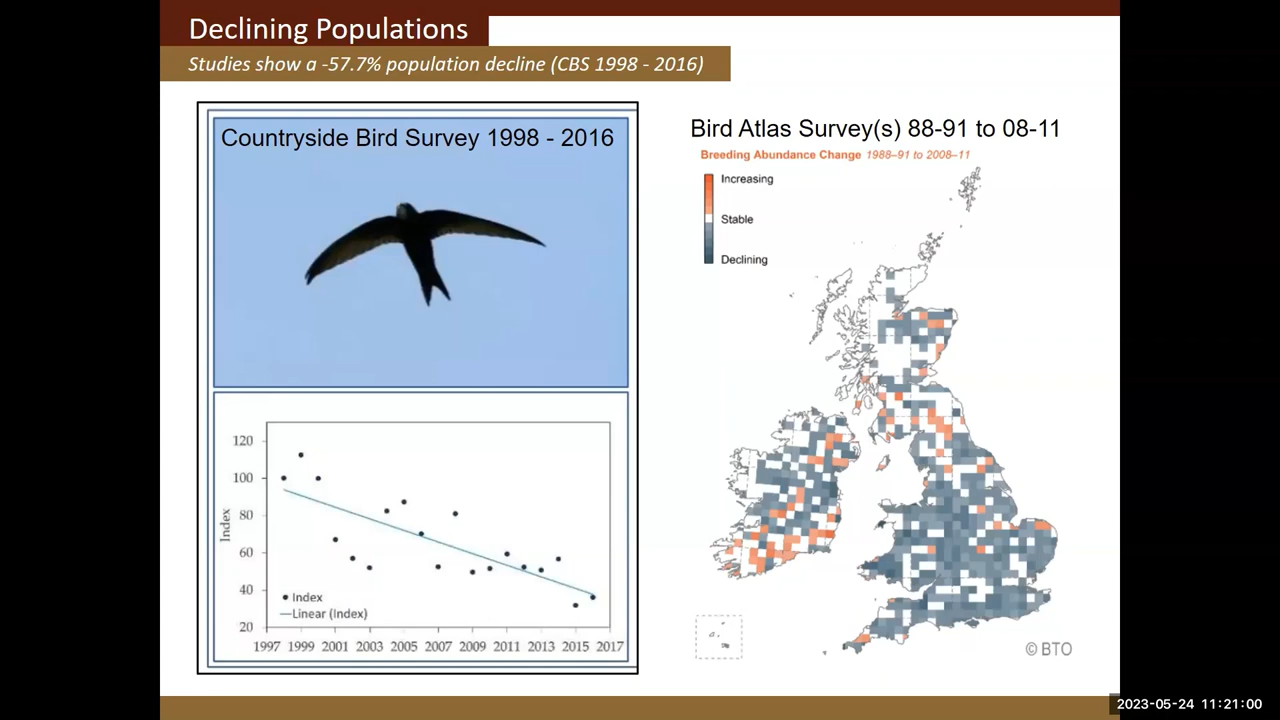 Declining Populations
Studies show a -57.7% population decline (CBS 1998 - 2016)
Countryside Bird Survey 1998 - 2016
120
100
80
60
40
20
Index
Index
Linear (Index)
1997 1999 2001 2003 2005 2007 2009 2011 2013 2015 2017
Bird Atlas Survey(s) 88-91 to 08-11
Breeding Abundance Change 1988–91 to 2008–11
Increasing
Stable
Declining
© BTO
2023-05-24 11:21:00